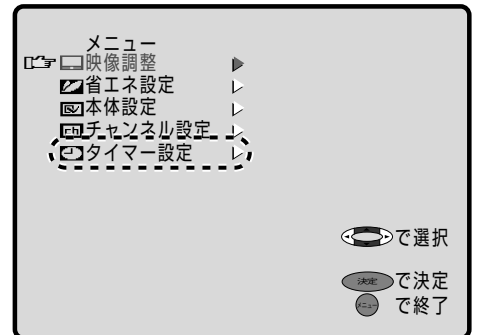 メニュー
映像調整
省エネ設定
本体設定
Chチャンネル設定
タイマー設定
で選択
決定 で決定
メニュー で終了